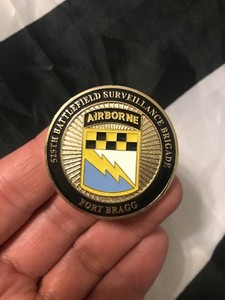 525TH BATTLEFIELD SURVEILLANCE BRIGADE
AIRBORNE
FORT BRAGG